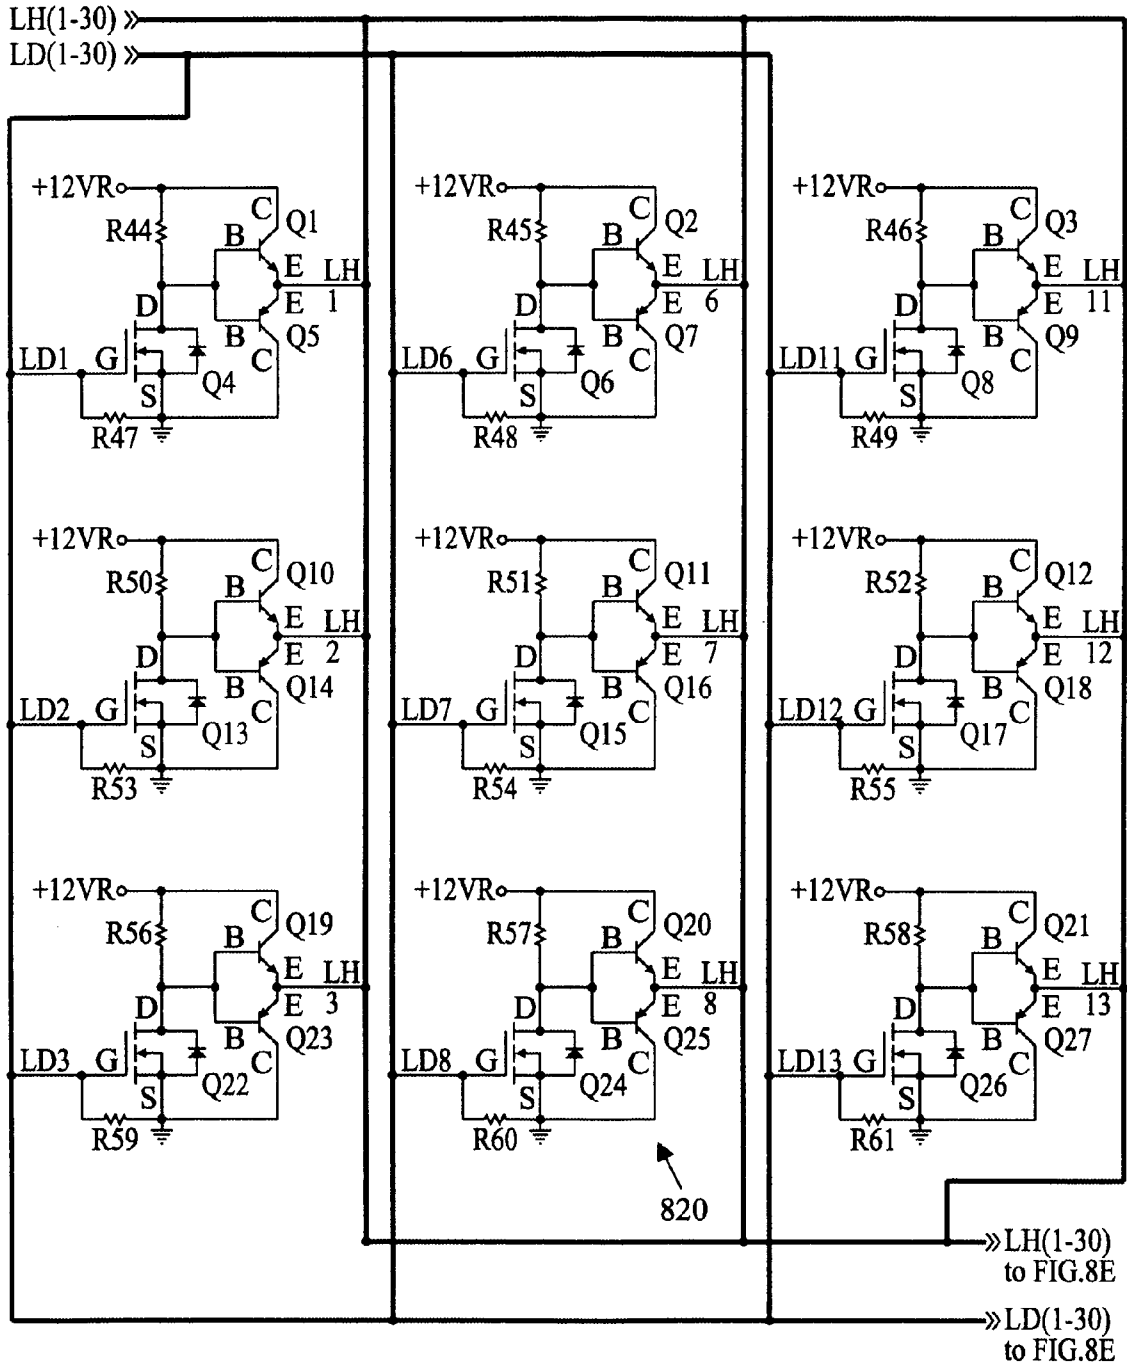 LH(1-30)
LD(1-30)
+12VR C Q1
R44 B
E LH
D E 1
B Q5
LD1 G C
Q4
S
R47
+12VR C Q2
R45 B
E LH
D E 6
B Q7
LD6 G C
Q6
S
R48
+12VR C Q3
R46 B
E LH
D E 11
B Q9
LD11 G C
Q8
S
R49
+12VR C Q10
R50 B
E LH
D E 2
B Q14
LD2 G C
Q13
S
R53
+12VR C Q11
R51 B
E LH
D E 7
B Q16
LD7 G C
Q15
S
R54
+12VR C Q12
R52 B
E LH
D E 12
B Q18
LD12 G C
Q17
S
R55
+12VR C Q19
R56 B
E LH
D E 3
B Q23
LD3 G C
Q22
S
R59
+12VR C Q20
R57 B
E LH
D E 8
B Q25
LD8 G C
Q24
S
R60
+12VR C Q21
R58 B
E LH
D E 13
B Q27
LD13 G C
Q26
S
R61
820
LH(1-30)
to FIG.8E
LD(1-30)
to FIG.8E